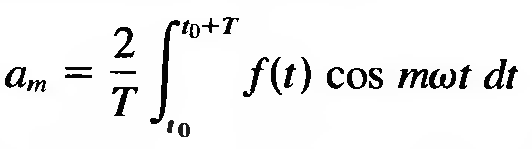 a_m = \frac{2}{T} \int_{t_0}^{t_0+T} f(t) \cos m\omega t \, dt